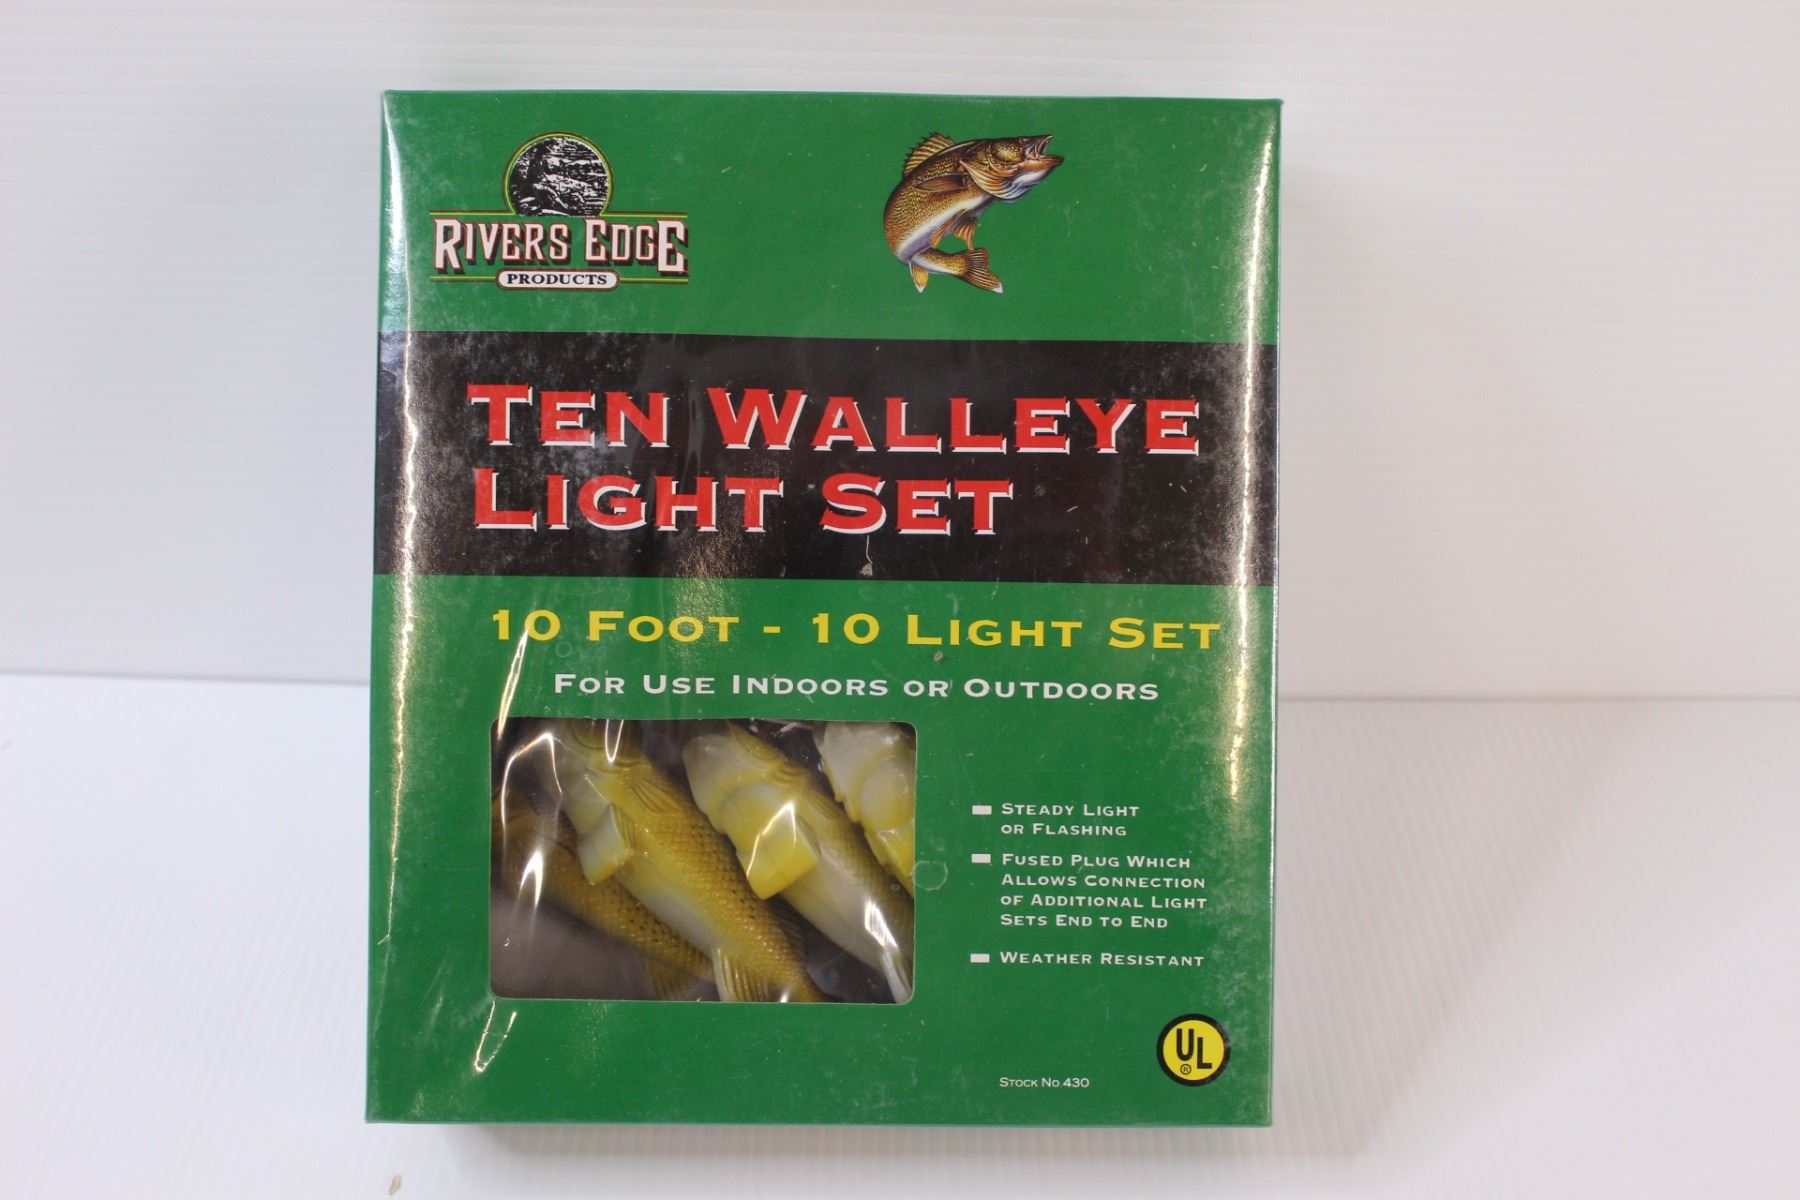 RIVERS EDGE
PRODUCTS
TEN WALLEYE
LIGHT SET
10 FOOT - 10 LIGHT SET
FOR USE INDOORS OR OUTDOORS
STEADY LIGHT
OR FLASHING
FUSED PLUG WHICH
ALLOWS CONNECTION
OF ADDITIONAL LIGHT
SETS END TO END
WEATHER RESISTANT
UL
®
STOCK NO. 430